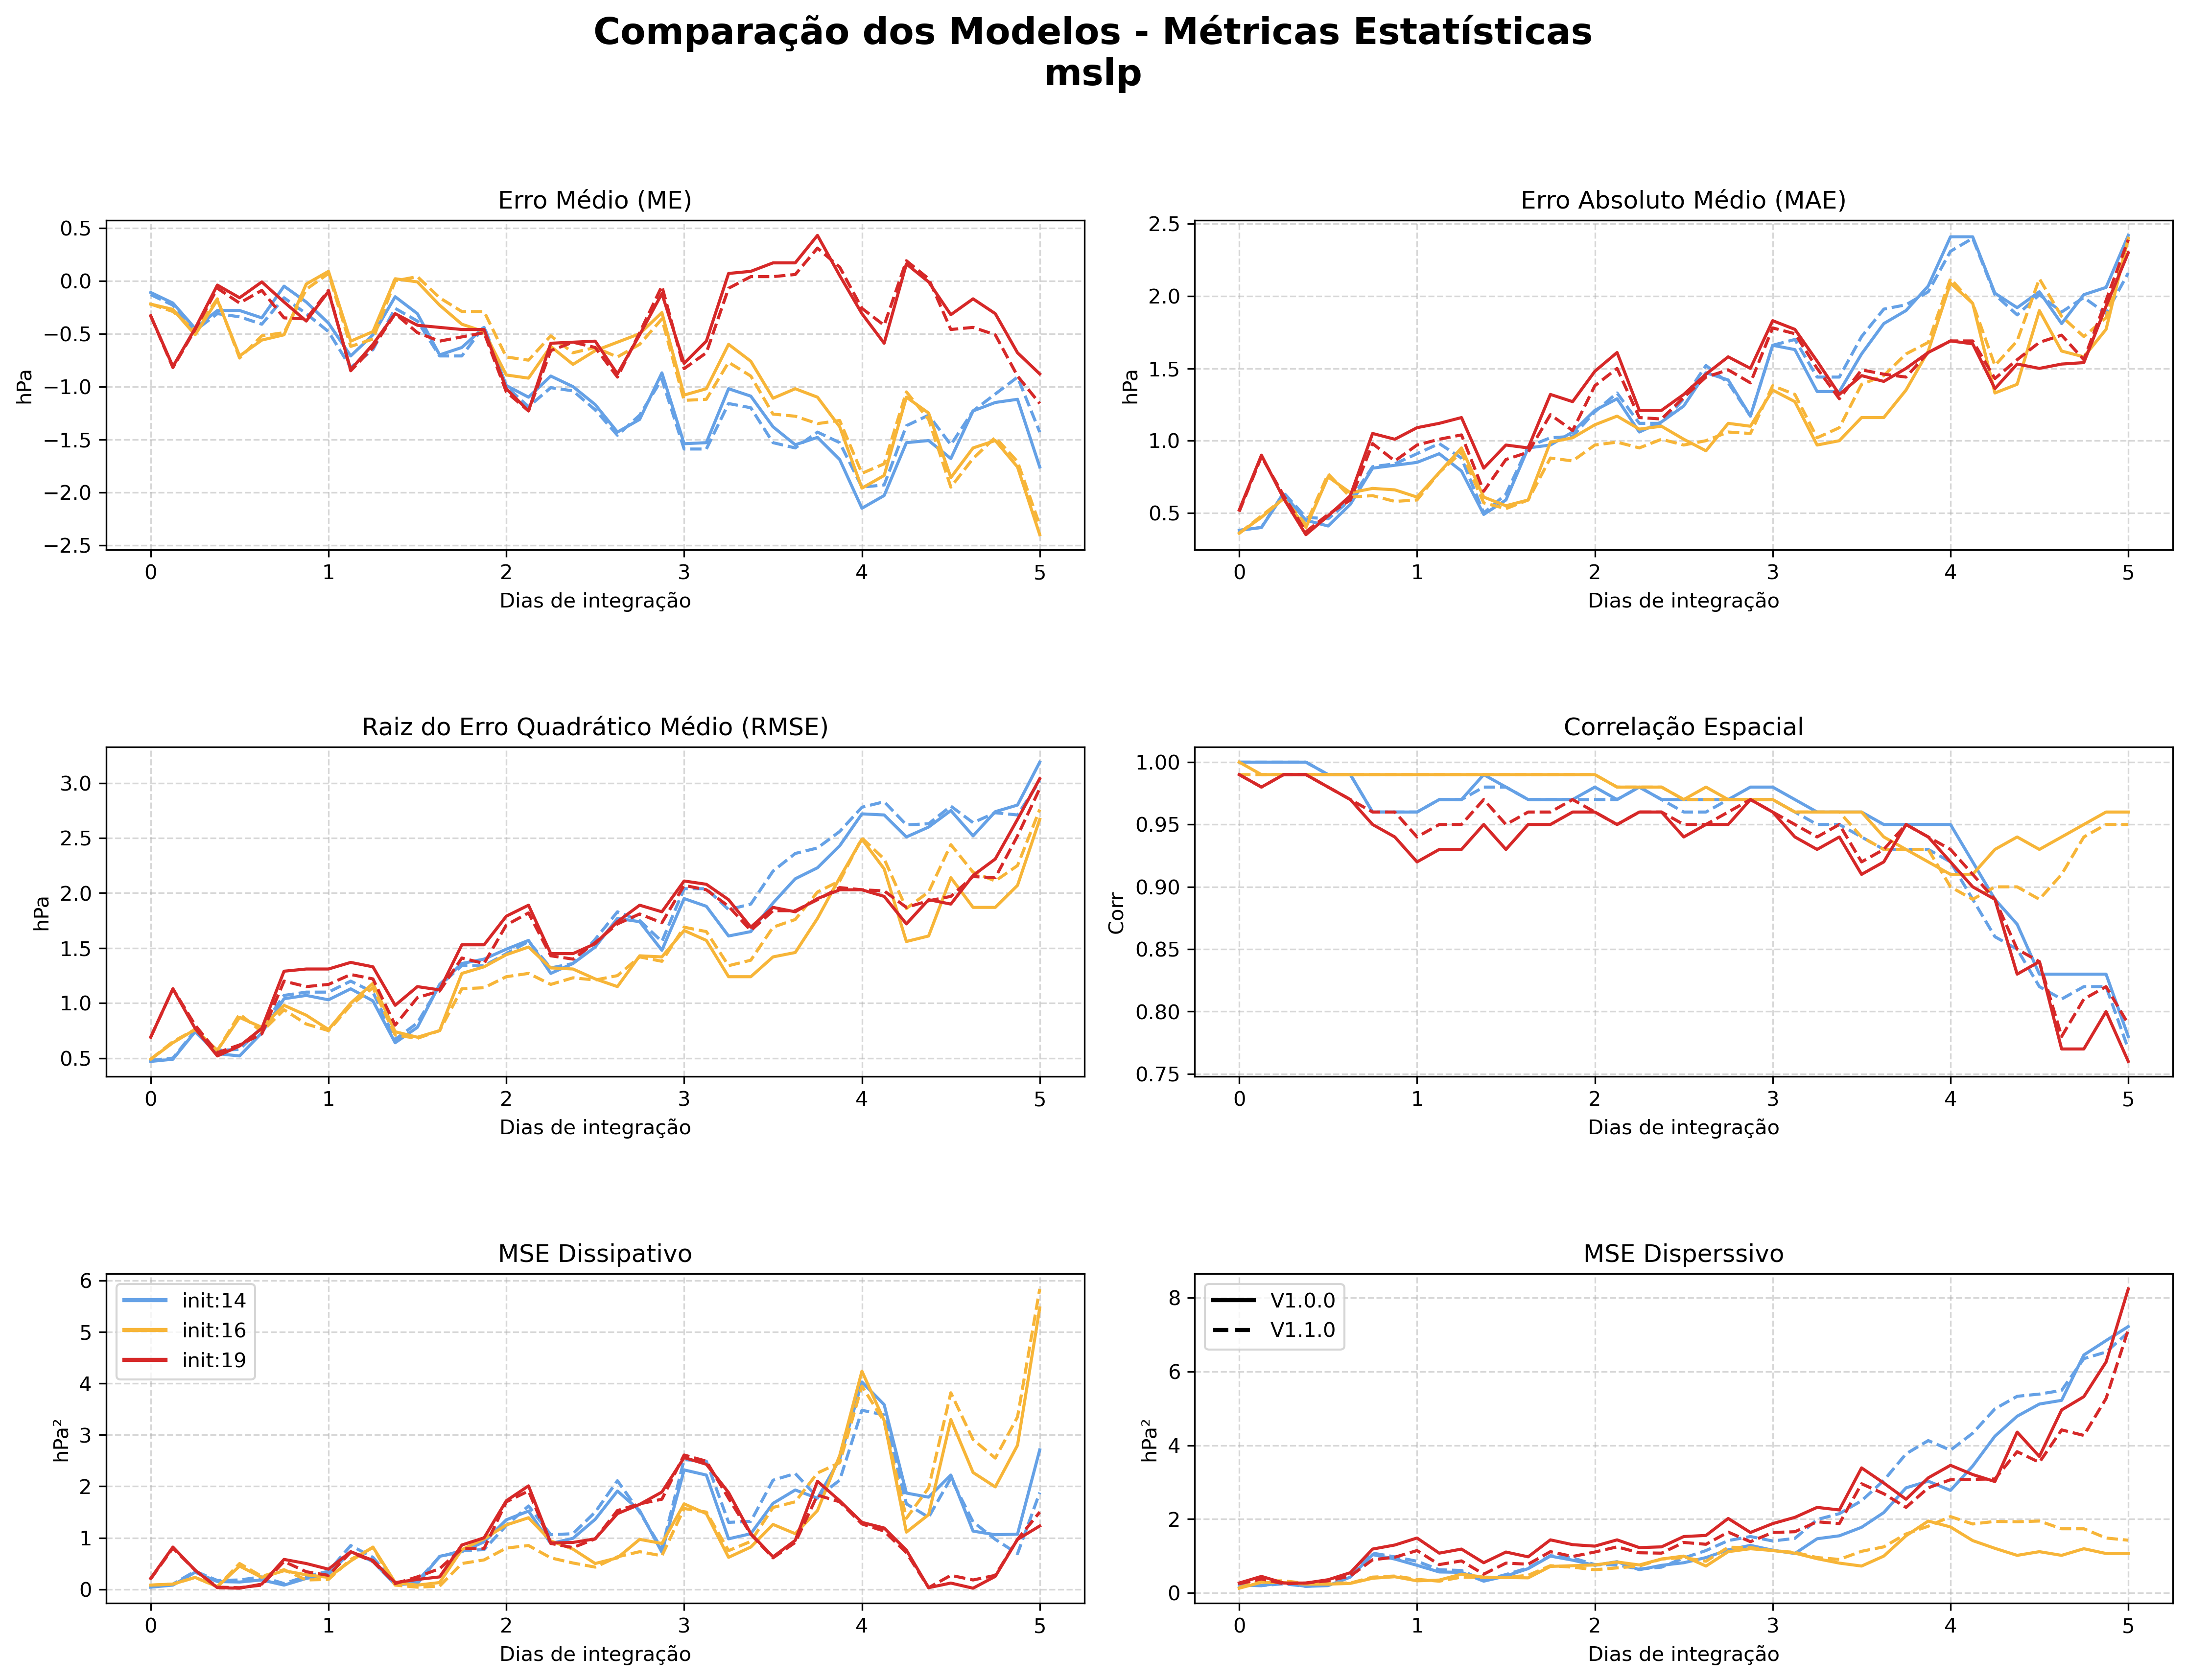 Comparação dos Modelos - Métricas Estatísticas
mslp
Erro Médio (ME)
0.5
0.0
−0.5
−1.0
−1.5
−2.0
−2.5
hPa
0 1 2 3 4 5
Dias de integração
Erro Absoluto Médio (MAE)
2.5
2.0
1.5
1.0
0.5
hPa
0 1 2 3 4 5
Dias de integração
Raiz do Erro Quadrático Médio (RMSE)
3.0
2.5
2.0
1.5
1.0
0.5
hPa
0 1 2 3 4 5
Dias de integração
Correlação Espacial
1.00
0.95
0.90
0.85
0.80
0.75
Corr
0 1 2 3 4 5
Dias de integração
MSE Dissipativo
6
5
4
3
2
1
0
hPa²
init:14
init:16
init:19
0 1 2 3 4 5
Dias de integração
MSE Disperssivo
8
6
4
2
0
hPa²
V1.0.0
V1.1.0
0 1 2 3 4 5
Dias de integração